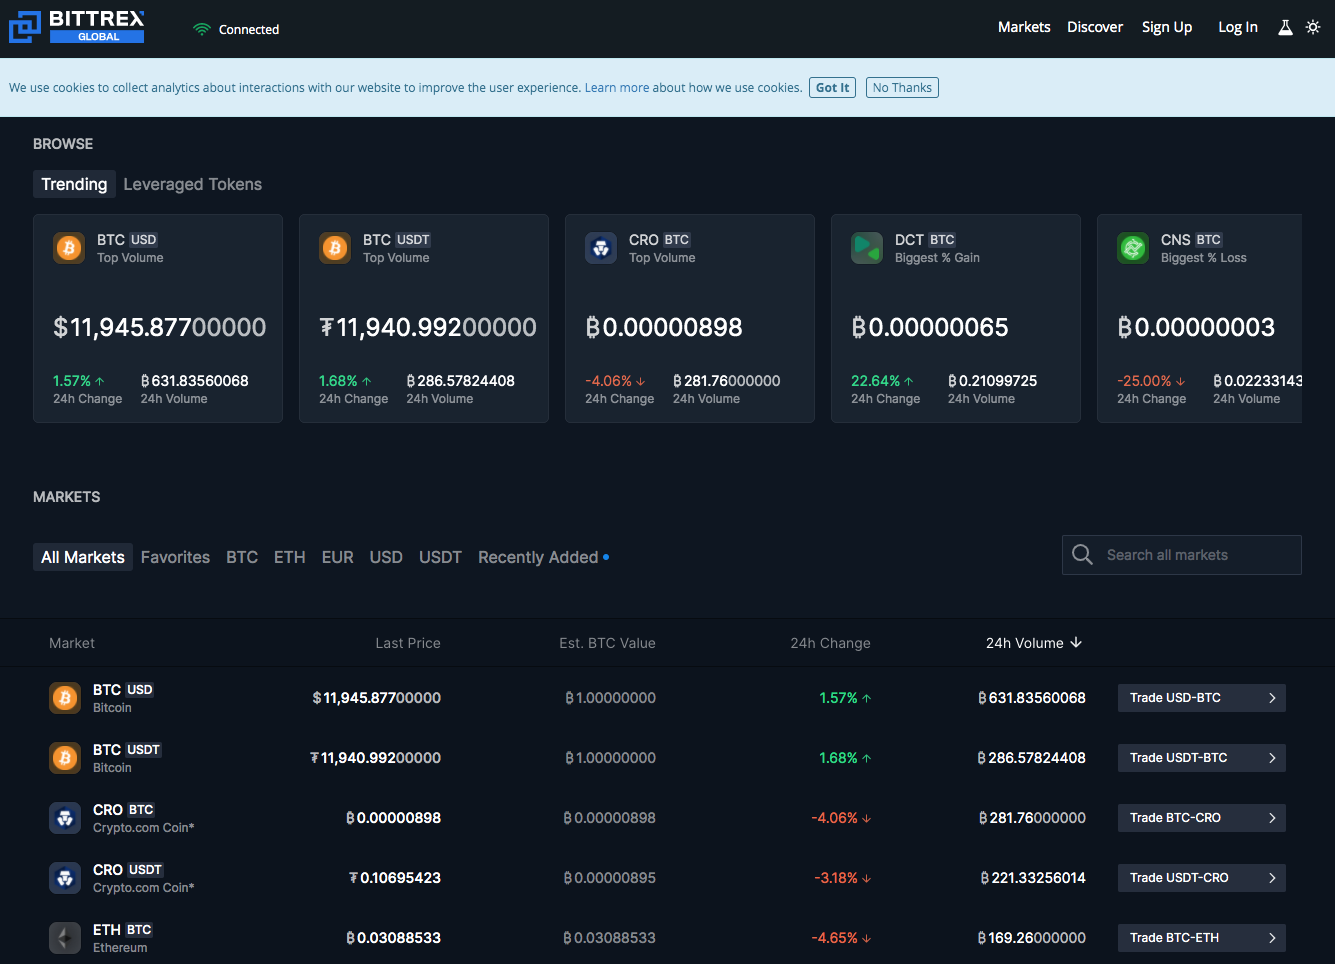 BITTREX
GLOBAL
Connected
Markets Discover Sign Up Log In
We use cookies to collect analytics about interactions with our website to improve the user experience. Learn more about how we use cookies. Got It No Thanks
BROWSE
Trending Leveraged Tokens
BTC USD
Top Volume
$11,945.87700000
1.57% ↑ ₿631.83560068
24h Change 24h Volume
BTC USDT
Top Volume
₮11,940.99200000
1.68% ↑ ₿286.57824408
24h Change 24h Volume
CRO BTC
Top Volume
₿0.00000898
-4.06% ↓ ₿281.76000000
24h Change 24h Volume
DCT BTC
Biggest % Gain
₿0.00000065
22.64% ↑ ₿0.21099725
24h Change 24h Volume
CNS BTC
Biggest % Loss
₿0.00000003
-25.00% ↓ ₿0.02233143
24h Change 24h Volume
MARKETS
All Markets Favorites BTC ETH EUR USD USDT Recently Added
Search all markets
Market Last Price Est. BTC Value 24h Change 24h Volume ↓
BTC USD
Bitcoin
$11,945.87700000 ₿1.00000000 1.57% ↑ ₿631.83560068 Trade USD-BTC
BTC USDT
Bitcoin
₮11,940.99200000 ₿1.00000000 1.68% ↑ ₿286.57824408 Trade USDT-BTC
CRO BTC
Crypto.com Coin*
₿0.00000898 ₿0.00000898 -4.06% ↓ ₿281.76000000 Trade BTC-CRO
CRO USDT
Crypto.com Coin*
₮0.10695423 ₿0.00000895 -3.18% ↓ ₿221.33256014 Trade USDT-CRO
ETH BTC
Ethereum
₿0.03088533 ₿0.03088533 -4.65% ↓ ₿169.26000000 Trade BTC-ETH